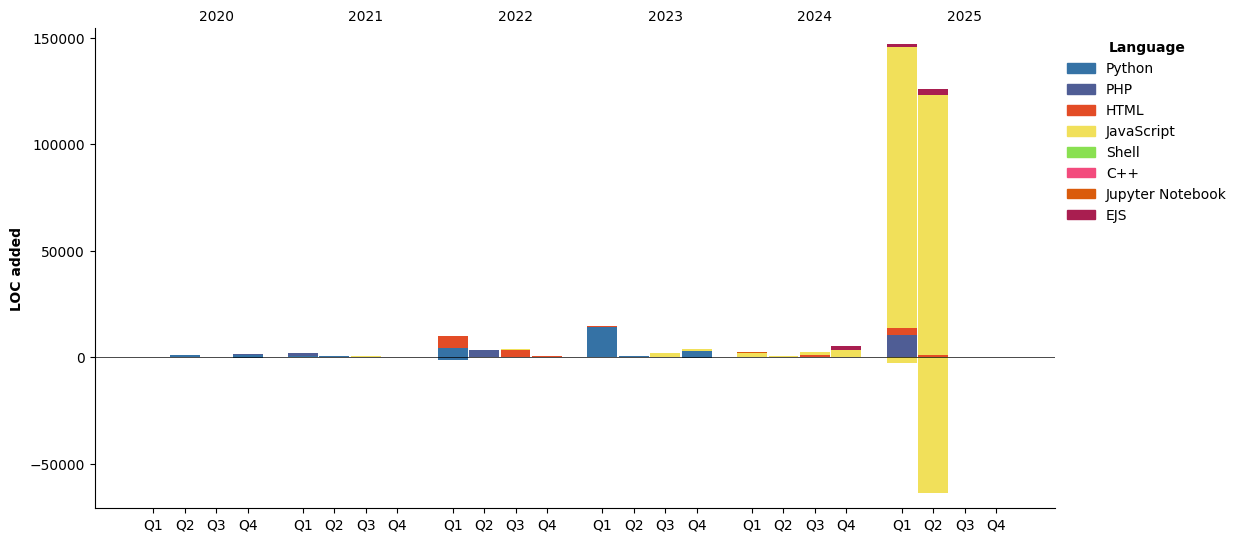 2020 2021 2022 2023 2024 2025
150000
100000
50000
0
−50000
LOC added
Q1 Q2 Q3 Q4 Q1 Q2 Q3 Q4 Q1 Q2 Q3 Q4 Q1 Q2 Q3 Q4 Q1 Q2 Q3 Q4 Q1 Q2 Q3 Q4
Language
Python
PHP
HTML
JavaScript
Shell
C++
Jupyter Notebook
EJS